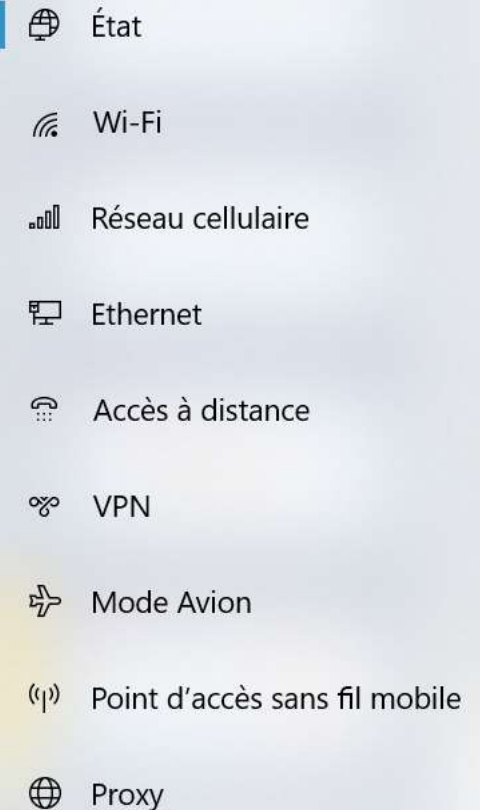 État
Wi-Fi
Réseau cellulaire
Ethernet
Accès à distance
VPN
Mode Avion
Point d’accès sans fil mobile
Proxy